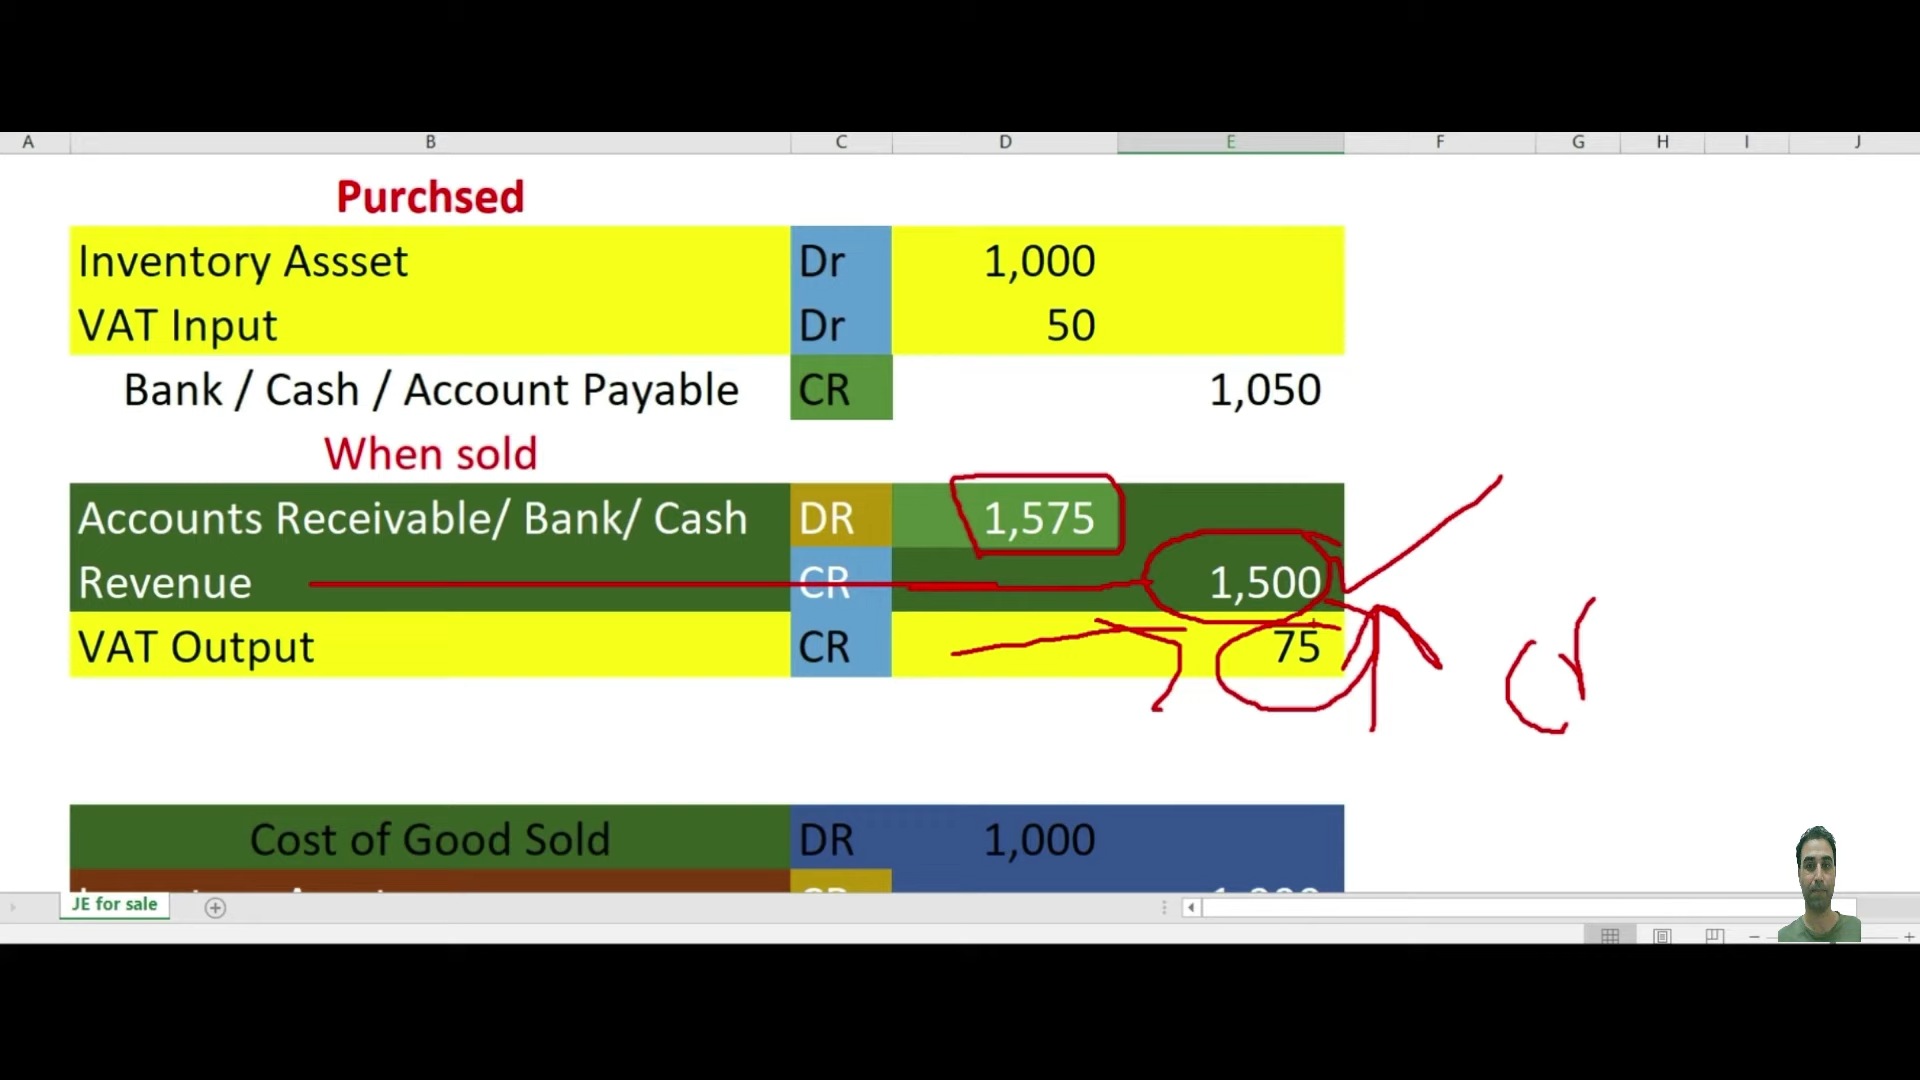 A B C D E F G H I J
Purchsed
Inventory Assset Dr 1,000
VAT Input Dr 50
Bank / Cash / Account Payable CR 1,050
When sold
Accounts Receivable/ Bank/ Cash DR 1,575
Revenue CR 1,500
VAT Output CR 75
cr
Cost of Good Sold DR 1,000
JE for sale